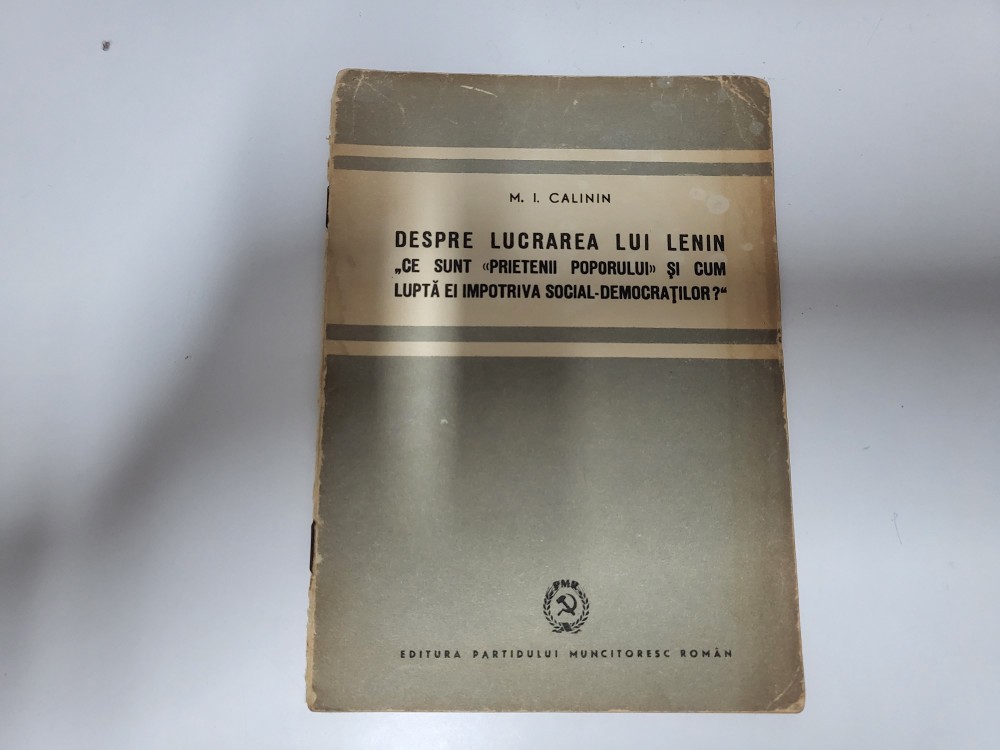 M. I. CALININ
DESPRE LUCRAREA LUI LENIN
„CE SUNT «PRIETENII POPORULUI» ŞI CUM
LUPTĂ EI IMPOTRIVA SOCIAL-DEMOCRAŢILOR?“
PMR
EDITURA PARTIDULUI MUNCITORESC ROMÂN